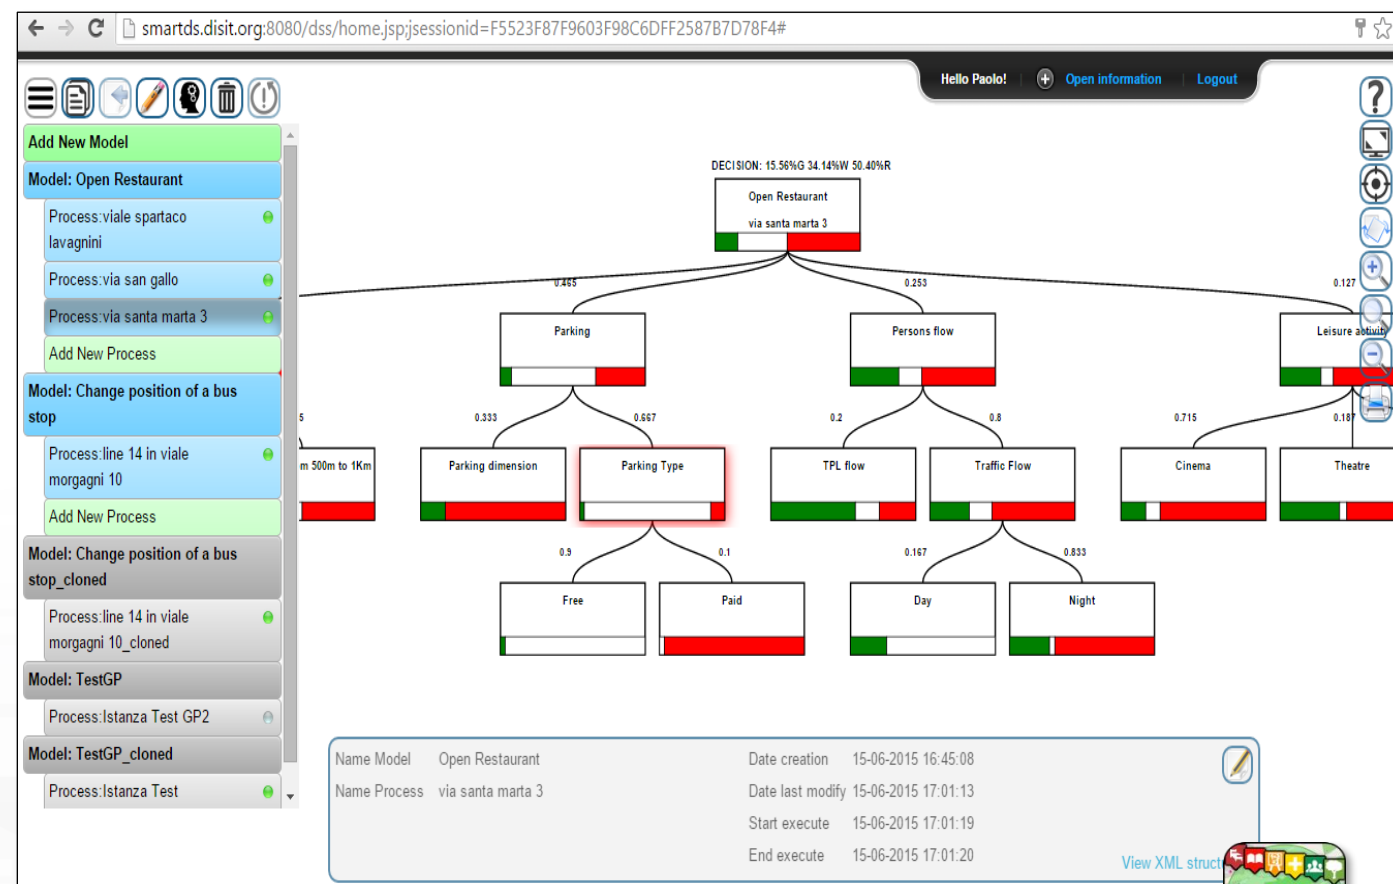 smartds.disit.org:8080/dss/home.jsp;jsessionid=F5523F87F9603F98C6DFF2587B7D78F4#
Hello Paolo!
Open information
Logout
Add New Model
Model: Open Restaurant
Process:viale spartaco
lavagnini
Process:via san gallo
Process:via santa marta 3
Add New Process
Model: Change position of a bus
stop
Process:line 14 in viale
morgagni 10
Add New Process
Model: Change position of a bus
stop_cloned
Process:line 14 in viale
morgagni 10_cloned
Model: TestGP
Process:Istanza Test GP2
Model: TestGP_cloned
Process:Istanza Test
DECISION: 15.56%G 34.14%W 50.40%R
Open Restaurant
via santa marta 3
0.465
0.253
0.127
Parking
Persons flow
Leisure activity
5
0.333
0.667
0.2
0.8
0.715
0.187
m 500m to 1Km
Parking dimension
Parking Type
TPL flow
Traffic Flow
Cinema
Theatre
0.9
0.1
0.167
0.833
Free
Paid
Day
Night
Name Model Open Restaurant
Name Process via santa marta 3
Date creation 15-06-2015 16:45:08
Date last modify 15-06-2015 17:01:13
Start execute 15-06-2015 17:01:19
End execute 15-06-2015 17:01:20
View XML struct